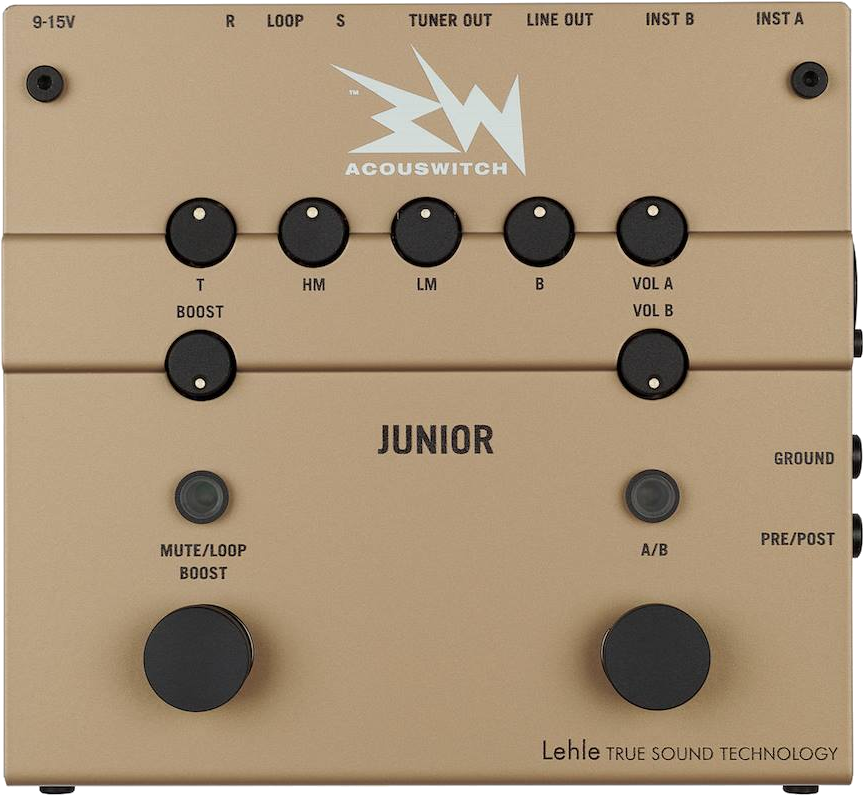 9-15V R LOOP S TUNER OUT LINE OUT INST B INST A
™
ACOUSWITCH
T HM LM B VOL A
BOOST VOL B
JUNIOR
GROUND
MUTE/LOOP A/B PRE/POST
BOOST
Lehle TRUE SOUND TECHNOLOGY